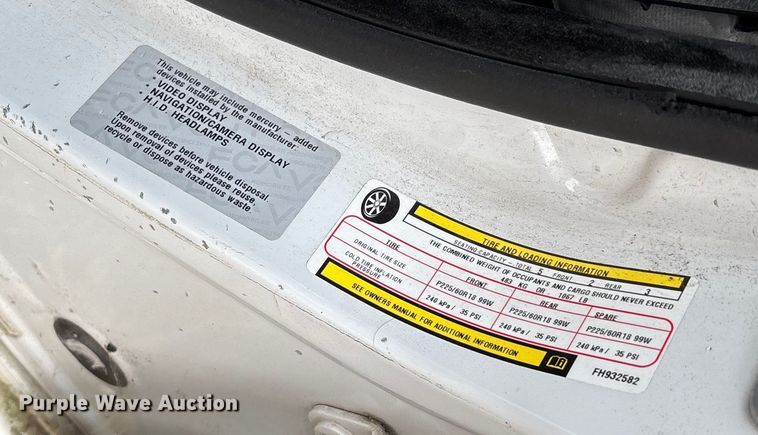 This vehicle may include mercury – added
devices installed by the manufacturer:
· VIDEO DISPLAY
· NAVIGATION/CAMERA DISPLAY
· H.I.D. HEADLAMPS
Remove devices before vehicle disposal.
Upon removal of devices please reuse,
recycle or dispose as hazardous waste.
TIRE AND LOADING INFORMATION
SEATING CAPACITY – TOTAL 5 FRONT 2 REAR 3
THE COMBINED WEIGHT OF OCCUPANTS AND CARGO SHOULD NEVER EXCEED
483 KG OR 1067 LB
TIRE FRONT REAR SPARE
ORIGINAL TIRE SIZE P225/60R18 99W P225/60R18 99W P225/60R18 99W
COLD TIRE INFLATION PRESSURE 240 kPa / 35 PSI 240 kPa / 35 PSI 240 kPa / 35 PSI
SEE OWNERS MANUAL FOR ADDITIONAL INFORMATION
FH932582
Purple Wave Auction